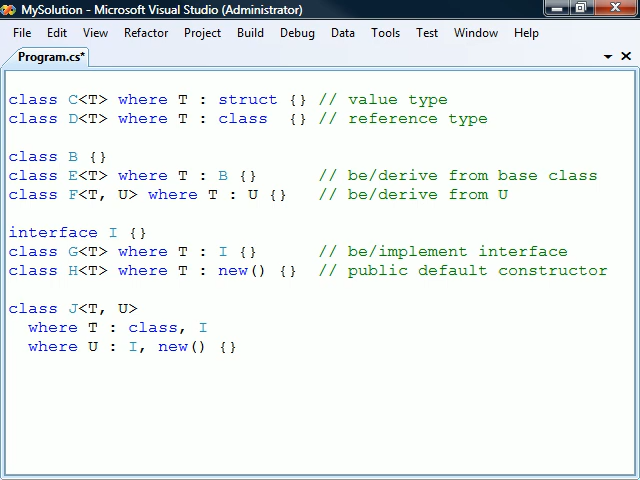 MySolution - Microsoft Visual Studio (Administrator)
File Edit View Refactor Project Build Debug Data Tools Test Window Help
Program.cs*
class C<T> where T : struct {} // value type
class D<T> where T : class  {} // reference type
class B {}
class E<T> where T : B {}      // be/derive from base class
class F<T, U> where T : U {}   // be/derive from U
interface I {}
class G<T> where T : I {}      // be/implement interface
class H<T> where T : new() {}  // public default constructor
class J<T, U>
  where T : class, I
  where U : I, new() {}